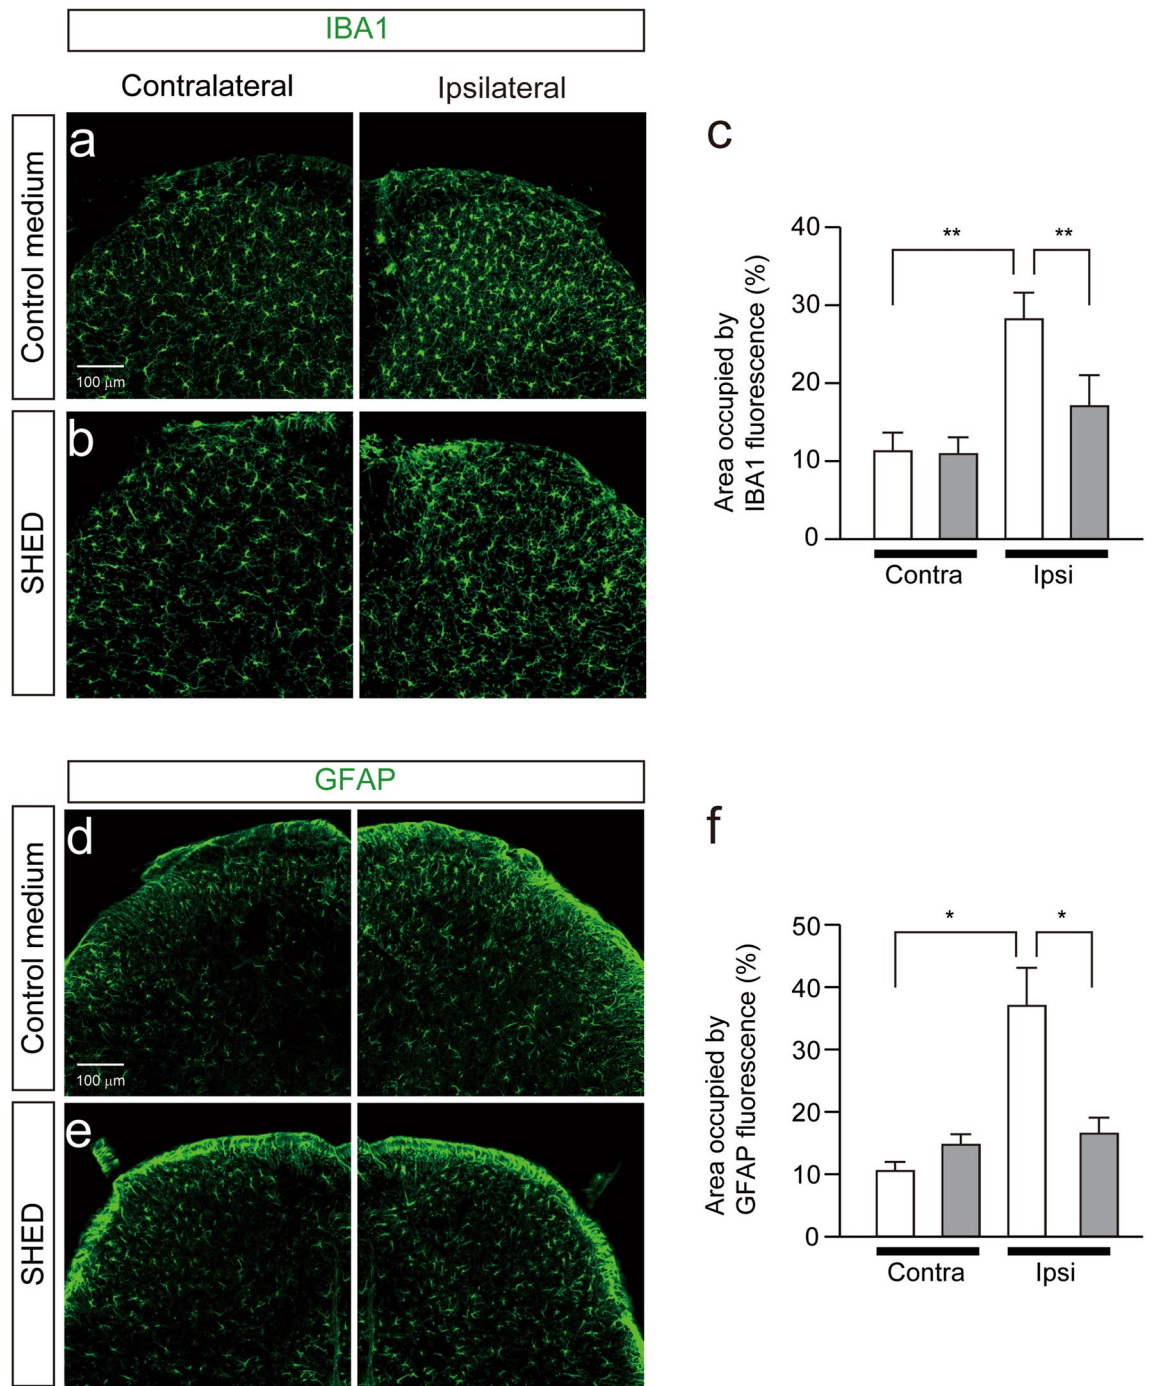 IBA1
Contralateral
Ipsilateral
Control medium
a
100 μm
SHED
b
c
Area occupied by
IBA1 fluorescence (%)
40
30
20
10
0
**
**
Contra
Ipsi
GFAP
Control medium
d
100 μm
SHED
e
f
Area occupied by
GFAP fluorescence (%)
50
40
30
20
10
0
*
*
Contra
Ipsi